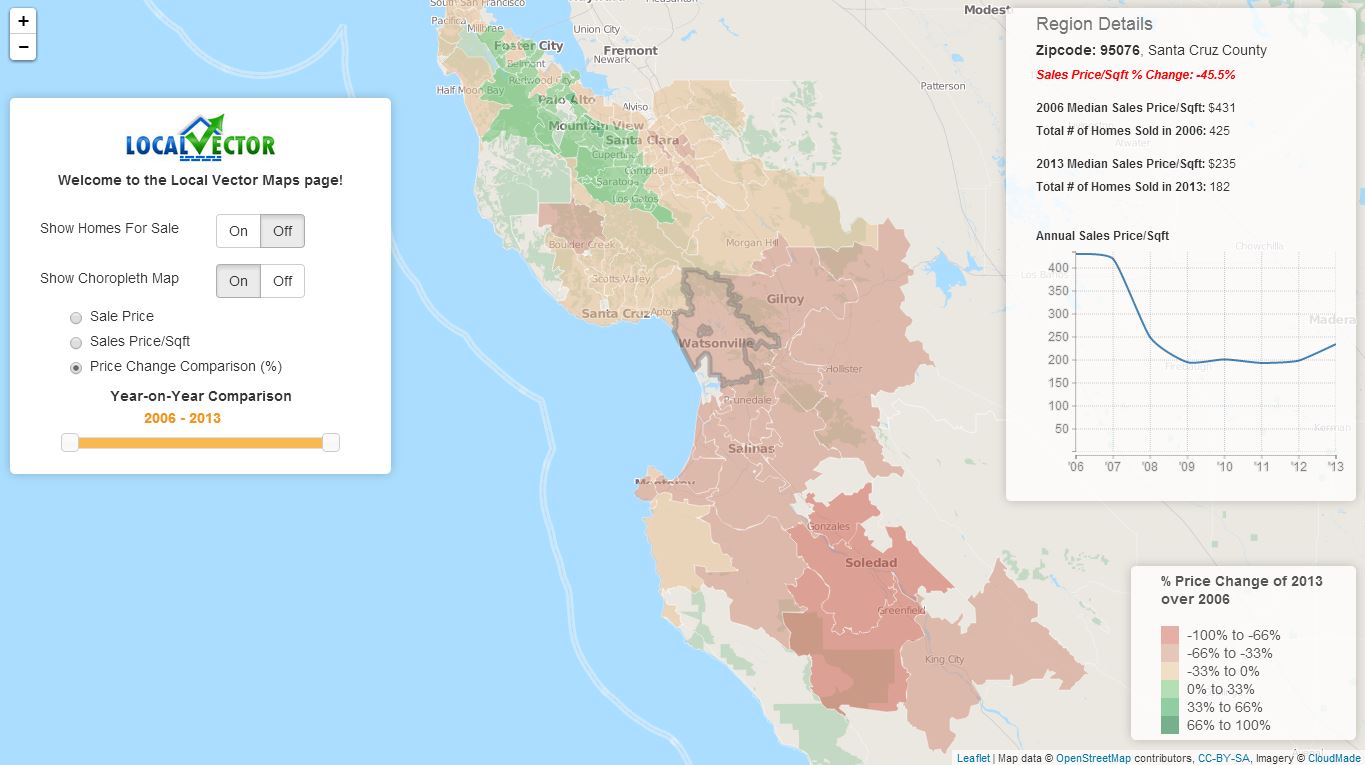 +
−
LOCALVECTOR
Welcome to the Local Vector Maps page!
Show Homes For Sale
On Off
Show Choropleth Map
On Off
Sale Price
Sales Price/Sqft
Price Change Comparison (%)
Year-on-Year Comparison
2006 - 2013
South San Francisco
Pacifica
Millbrae
Foster City
Union City
Fremont
Newark
Belmont
Redwood City
Half Moon Bay
Palo Alto
Alviso
Mountain View
Santa Clara
Cupertino
Campbell
Saratoga
Los Gatos
Patterson
Boulder Creek
Morgan Hill
Scotts Valley
Santa Cruz
Aptos
Gilroy
Watsonville
Hollister
Prunedale
Salinas
Monterey
Gonzales
Soledad
Greenfield
King City
Region Details
Zipcode: 95076, Santa Cruz County
Sales Price/Sqft % Change: -45.5%
2006 Median Sales Price/Sqft: $431
Total # of Homes Sold in 2006: 425
Atwater
2013 Median Sales Price/Sqft: $235
Total # of Homes Sold in 2013: 182
Annual Sales Price/Sqft
Chowchilla
Los Banos
Madera
Firebaugh
Kerman
400
350
300
250
200
150
100
50
'06 '07 '08 '09 '10 '11 '12 '13
% Price Change of 2013
over 2006
-100% to -66%
-66% to -33%
-33% to 0%
0% to 33%
33% to 66%
66% to 100%
Leaflet | Map data © OpenStreetMap contributors, CC-BY-SA, Imagery © CloudMade